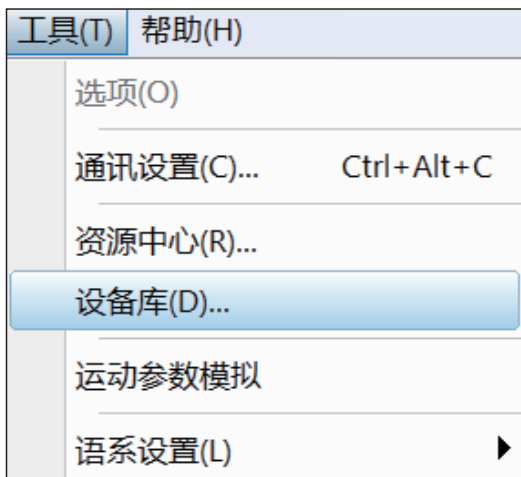 工具(T) 帮助(H)
选项(O)
通讯设置(C)... Ctrl+Alt+C
资源中心(R)...
设备库(D)...
运动参数模拟
语系设置(L)